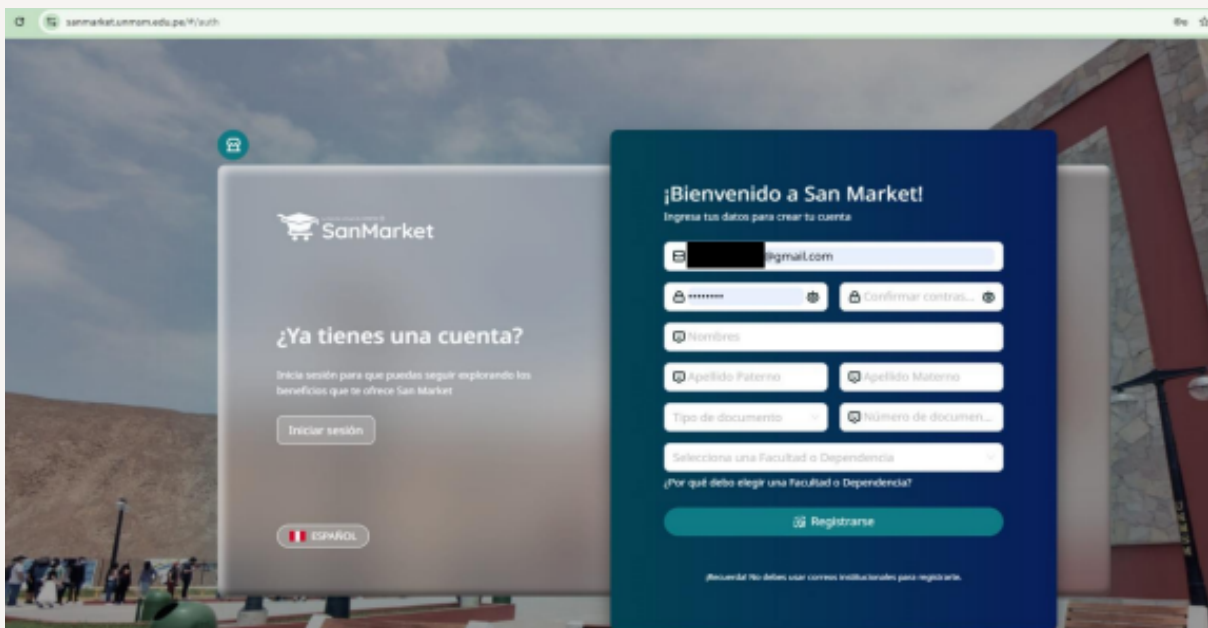 sanmarket.unmsm.edu.pe/#/auth
SanMarket
¿Ya tienes una cuenta?
Inicia sesión para que puedas seguir explorando los
beneficios que te ofrece San Market
Iniciar sesión
ESPAÑOL
¡Bienvenido a San Market!
Ingresa tus datos para crear tu cuenta
@gmail.com
Confirmar contras...
Nombres
Apellido Paterno
Apellido Materno
Tipo de documento
Número de documen...
Selecciona una Facultad o Dependencia
¿Por qué debo elegir una Facultad o Dependencia?
Registrarse
¡Recuerda! No debes usar correos institucionales para registrarte.